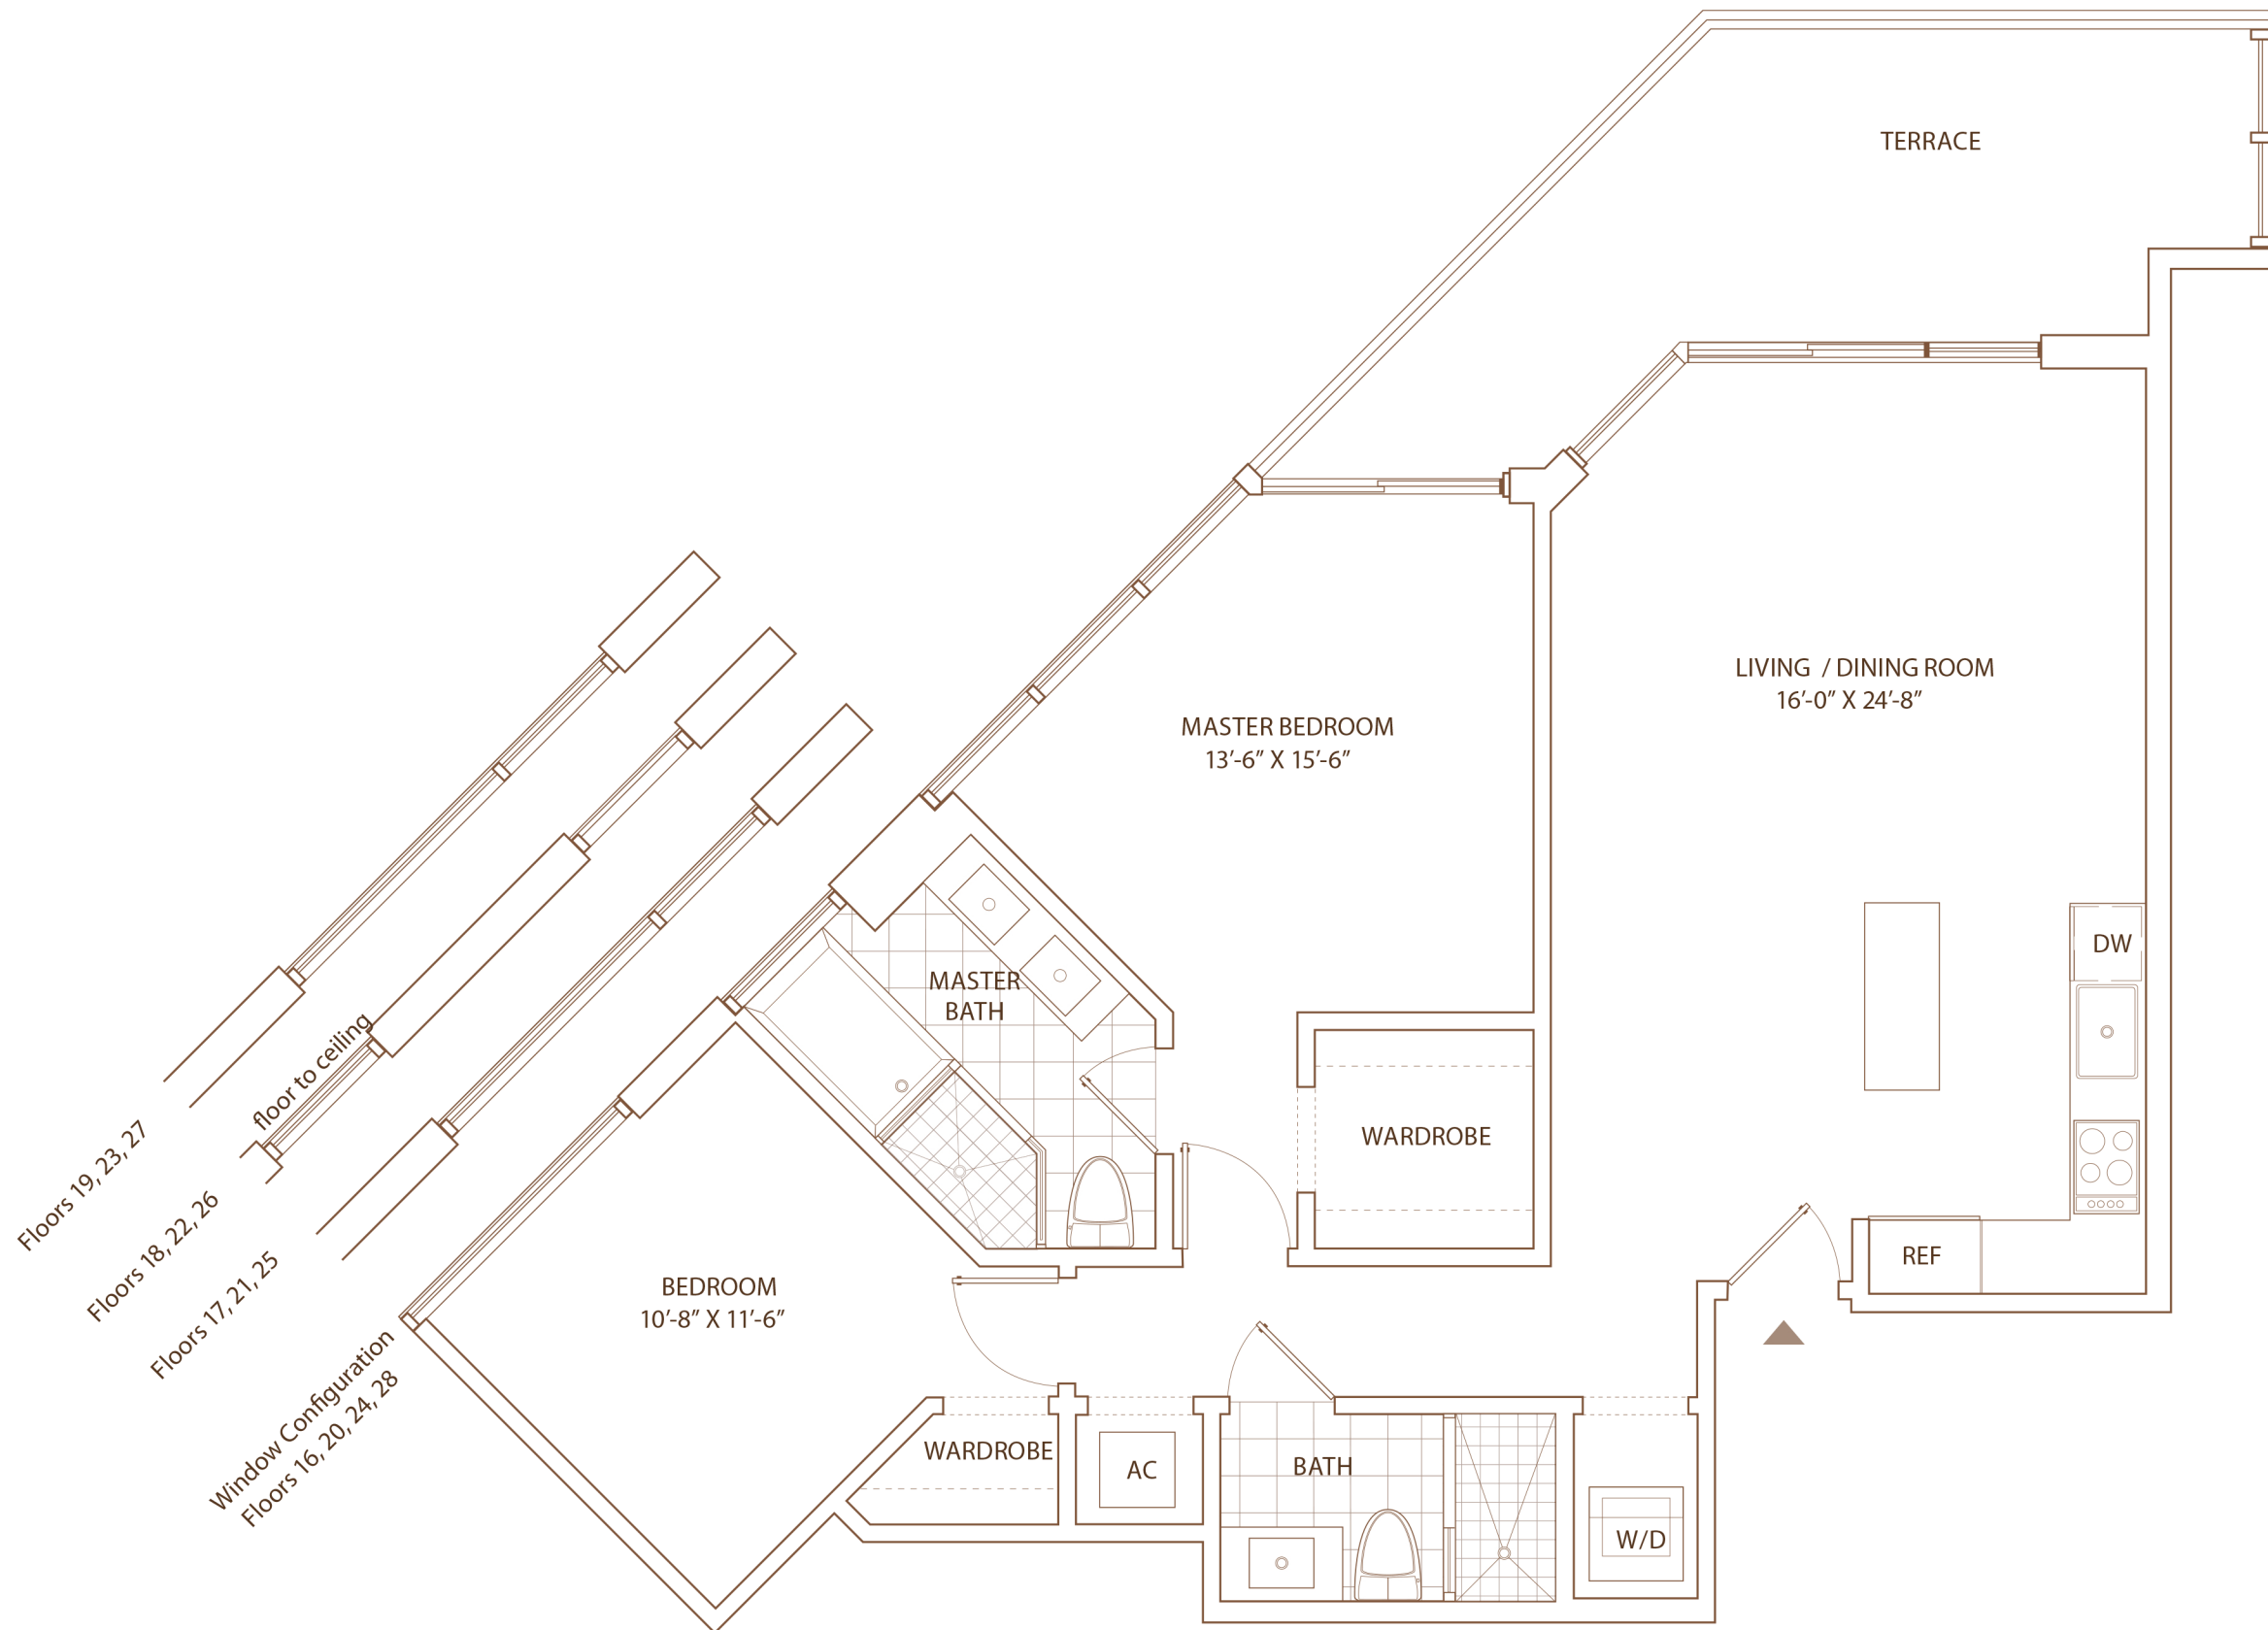 TERRACE
LIVING / DINING ROOM
16’-0” X 24’-8”
MASTER BEDROOM
13’-6” X 15’-6”
DW
MASTER
BATH
WARDROBE
REF
BEDROOM
10’-8” X 11’-6”
WARDROBE
AC
BATH
W/D
floor to ceiling
Floors 19, 23, 27
Floors 18, 22, 26
Floors 17, 21, 25
Window Configuration
Floors 16, 20, 24, 28